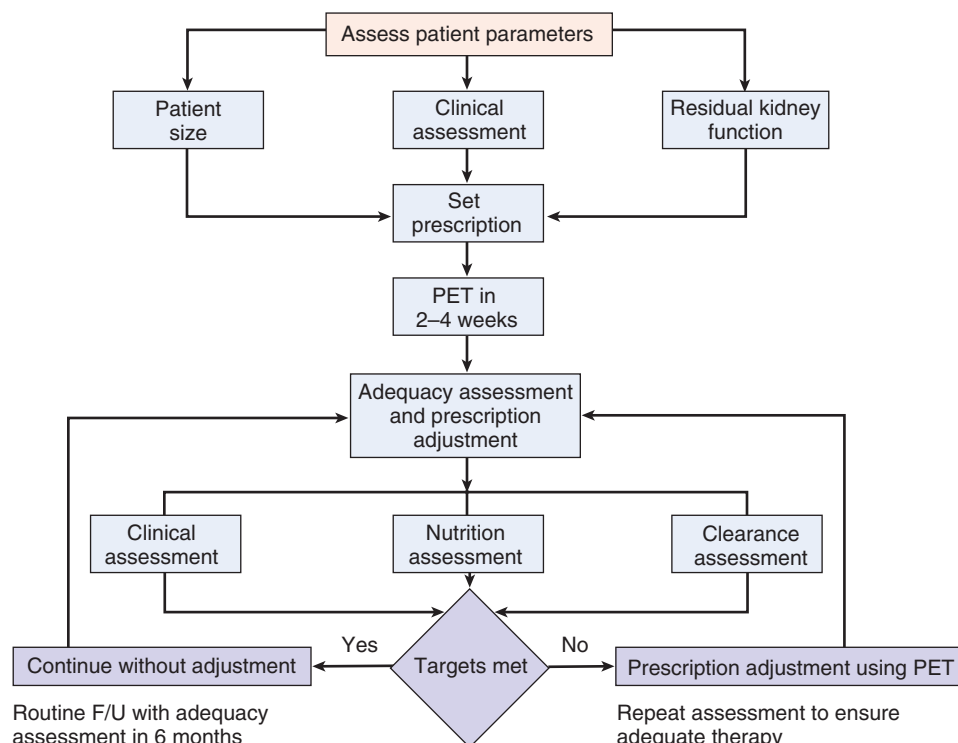 Assess patient parameters
Patient
size
Clinical
assessment
Residual kidney
function
Set
prescription
PET in
2–4 weeks
Adequacy assessment
and prescription
adjustment
Clinical
assessment
Nutrition
assessment
Clearance
assessment
Yes
No
Continue without adjustment
Targets met
Prescription adjustment using PET
Routine F/U with adequacy
assessment in 6 months
Repeat assessment to ensure
adequate therapy